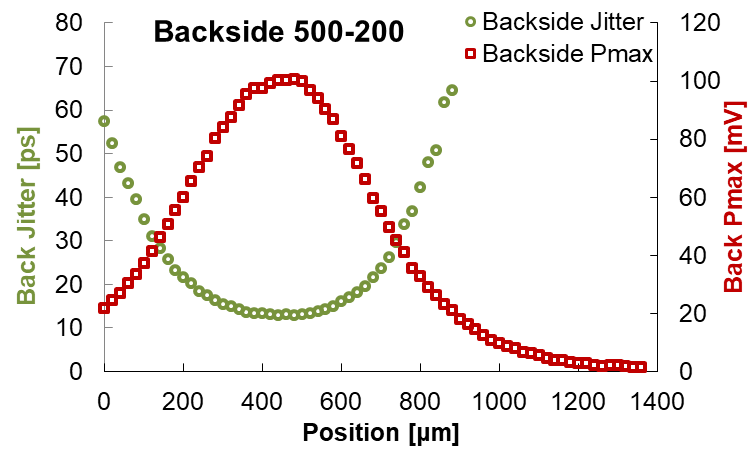 Backside 500-200
Backside Jitter
Backside Pmax
Back Jitter [ps]
80
70
60
50
40
30
20
10
0
120
100
80
60
40
20
0
Back Pmax [mV]
0 200 400 600 800 1000 1200 1400
Position [µm]